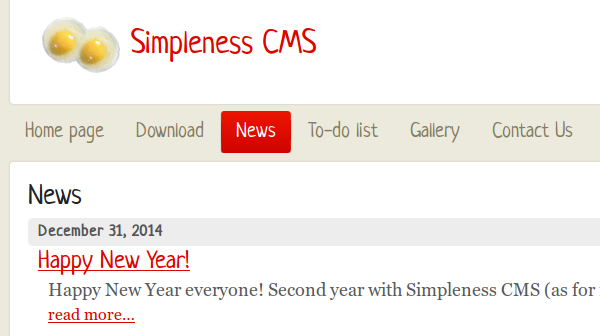 Simpleness CMS
Home page Download News To-do list Gallery Contact Us
News
December 31, 2014
Happy New Year!
Happy New Year everyone! Second year with Simpleness CMS (as for
read more...